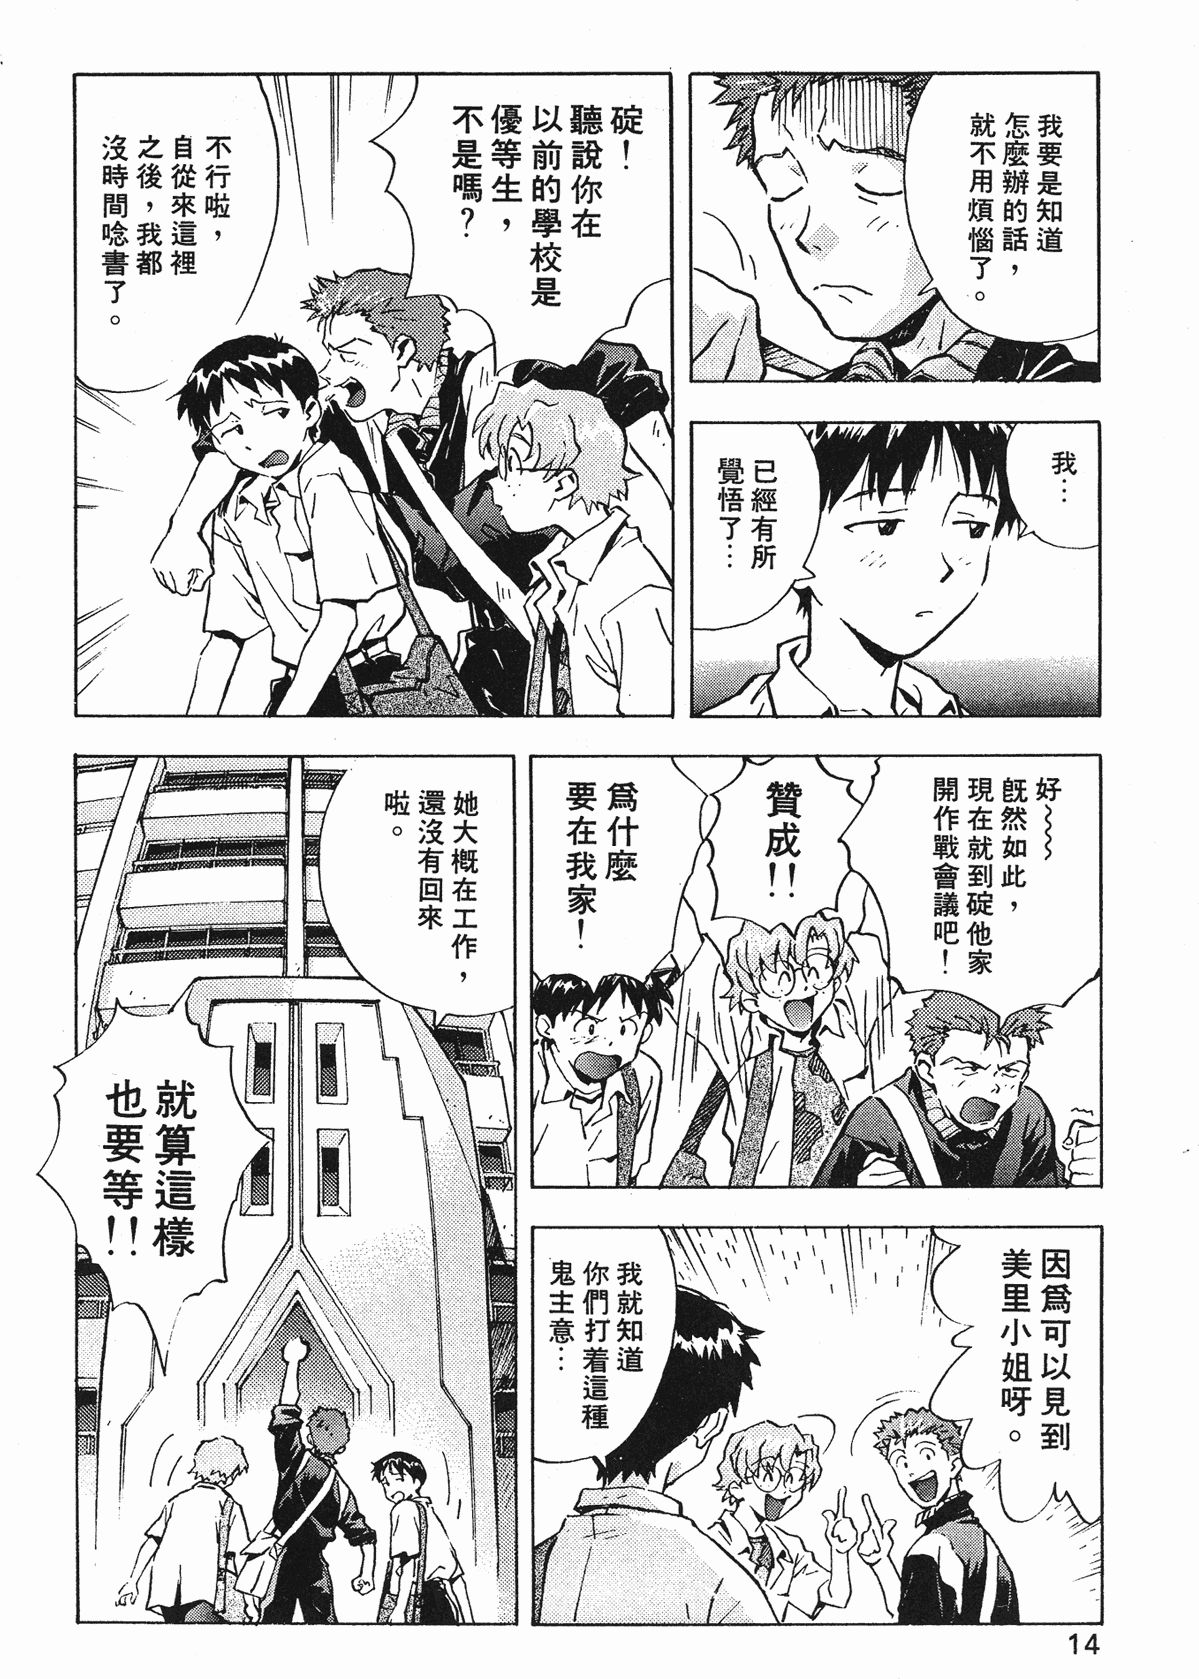 我要是知道
怎麼辦的話，
就不用煩惱了。
我…
已經有所
覺悟了…
碇！
聽說你在
以前的學校是
優等生，
不是嗎？
不行啦，
自從來這裡
之後，我都
沒時間唸書了。
好～～
既然如此，
現在就到碇他家
開作戰會議吧！
贊成！！
爲什麼
要在我家！
因爲可以見到
美里小姐呀。
我就知道
你們打着這種
鬼主意…
她大概在工作，
還沒有回來
啦。
就算這樣
也要等！！
14